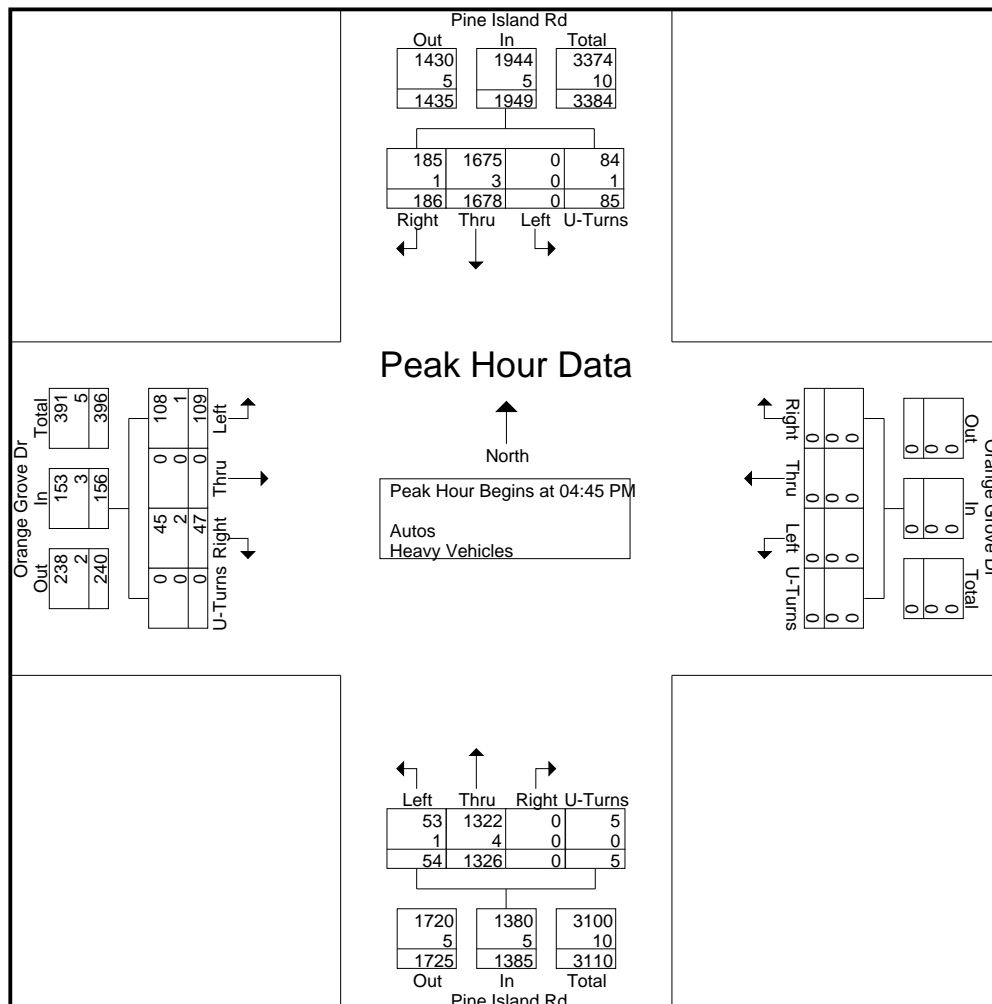 Pine Island Rd
Out In Total
1430 1944 3374
5 5 10
1435 1949 3384
185 1675 0 84
1 3 0 1
186 1678 0 85
Right Thru Left U-Turns
Peak Hour Data
North
Peak Hour Begins at 04:45 PM
Autos
Heavy Vehicles
Orange Grove Dr
Out In Total
238 153 391
2 3 5
240 156 396
45 0 108
0 2 0 1
0 47 0 109
U-Turns Right Thru Left
Right Thru Left U-Turns
0 0 0 0
0 0 0 0
0 0 0 0
Out In Total
0 0 0
0 0 0
0 0 0
Orange Grove Dr
Left Thru Right U-Turns
53 1322 0 5
1 4 0 0
54 1326 0 5
1720 1380 3100
5 5 10
1725 1385 3110
Out In Total
Pine Island Rd